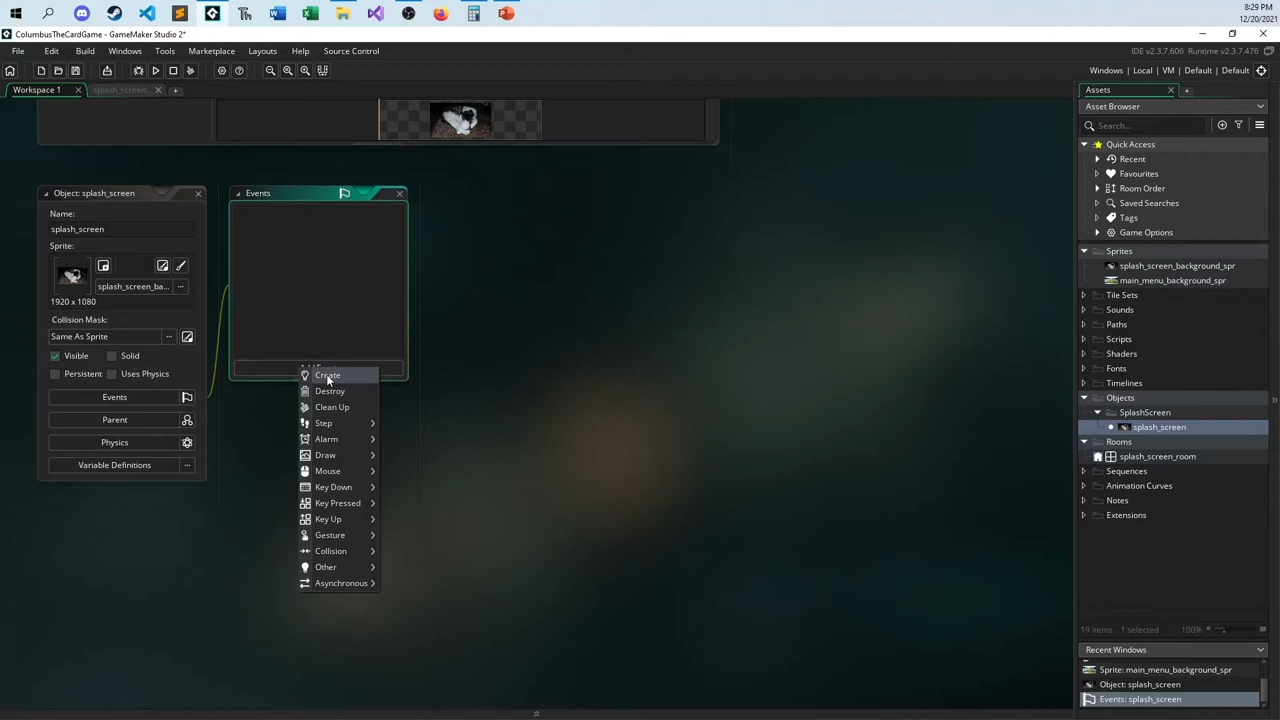 8:29 PM
12/20/2021
ColumbusTheCardGame - GameMaker Studio 2*
File Edit Build Windows Tools Marketplace Layouts Help Source Control
IDE v2.3.7.606 Runtime v2.3.7.476
Windows | Local | VM | Default | Default
Workspace 1
splash_screen...
Assets
Asset Browser
Search...
Quick Access
Recent
Favourites
Room Order
Saved Searches
Tags
Game Options
Sprites
splash_screen_background_spr
main_menu_background_spr
Tile Sets
Sounds
Paths
Scripts
Shaders
Fonts
Timelines
Objects
SplashScreen
splash_screen
Rooms
splash_screen_room
Sequences
Animation Curves
Notes
Extensions
19 items 1 selected 100%
Recent Windows
Sprite: main_menu_background_spr
Object: splash_screen
Events: splash_screen
Object: splash_screen
Name:
splash_screen
Sprite:
splash_screen_ba...
1920 x 1080
Collision Mask:
Same As Sprite
Visible Solid
Persistent Uses Physics
Events
Parent
Physics
Variable Definitions
Events
Create
Destroy
Clean Up
Step
Alarm
Draw
Mouse
Key Down
Key Pressed
Key Up
Gesture
Collision
Other
Asynchronous